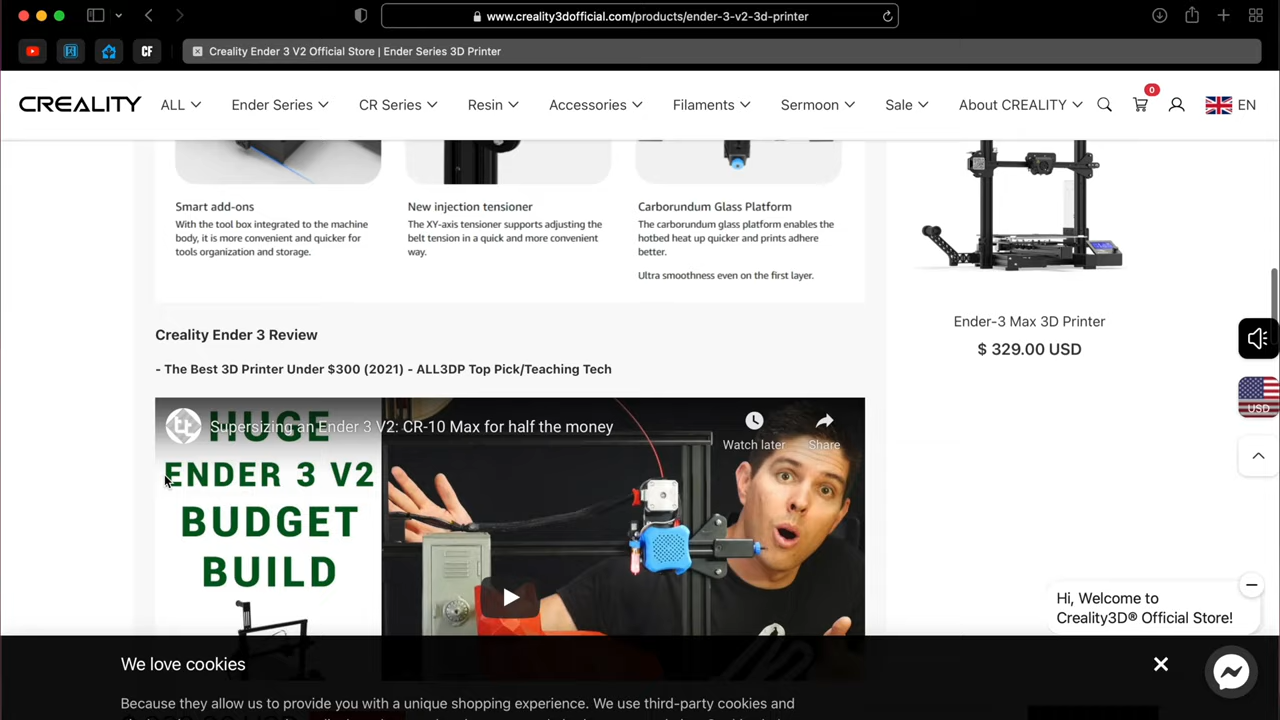 www.creality3dofficial.com/products/ender-3-v2-3d-printer
CF
Creality Ender 3 V2 Official Store | Ender Series 3D Printer
CREALITY
ALL
Ender Series
CR Series
Resin
Accessories
Filaments
Sermoon
Sale
About CREALITY
0
EN
Smart add-ons
With the tool box integrated to the machine
body, it is more convenient and quicker for
tools organization and storage.
New injection tensioner
The XY-axis tensioner supports adjusting the
belt tension in a quick and more convenient
way.
Carborundum Glass Platform
The carborundum glass platform enables the
hotbed heat up quicker and prints adhere
better.
Ultra smoothness even on the first layer.
Ender-3 Max 3D Printer
$ 329.00 USD
USD
Creality Ender 3 Review
- The Best 3D Printer Under $300 (2021) - ALL3DP Top Pick/Teaching Tech
Supersizing an Ender 3 V2: CR-10 Max for half the money
Watch later
Share
HUGE
ENDER 3 V2
BUDGET
BUILD
Hi, Welcome to
Creality3D® Official Store!
We love cookies
Because they allow us to provide you with a unique shopping experience. We use third-party cookies and